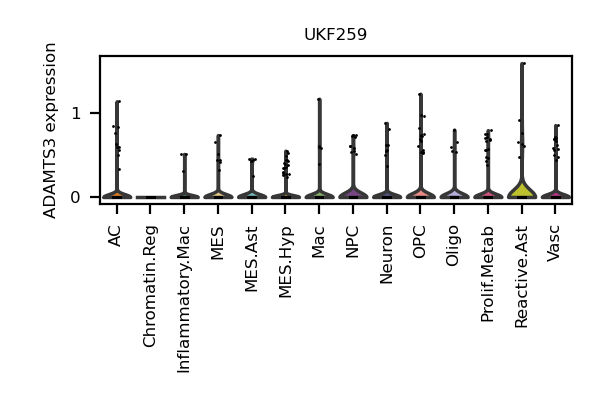 UKF259
ADAMTS3 expression
1
0
AC
Chromatin.Reg
Inflammatory.Mac
MES
MES.Ast
MES.Hyp
Mac
NPC
Neuron
OPC
Oligo
Prolif.Metab
Reactive.Ast
Vasc